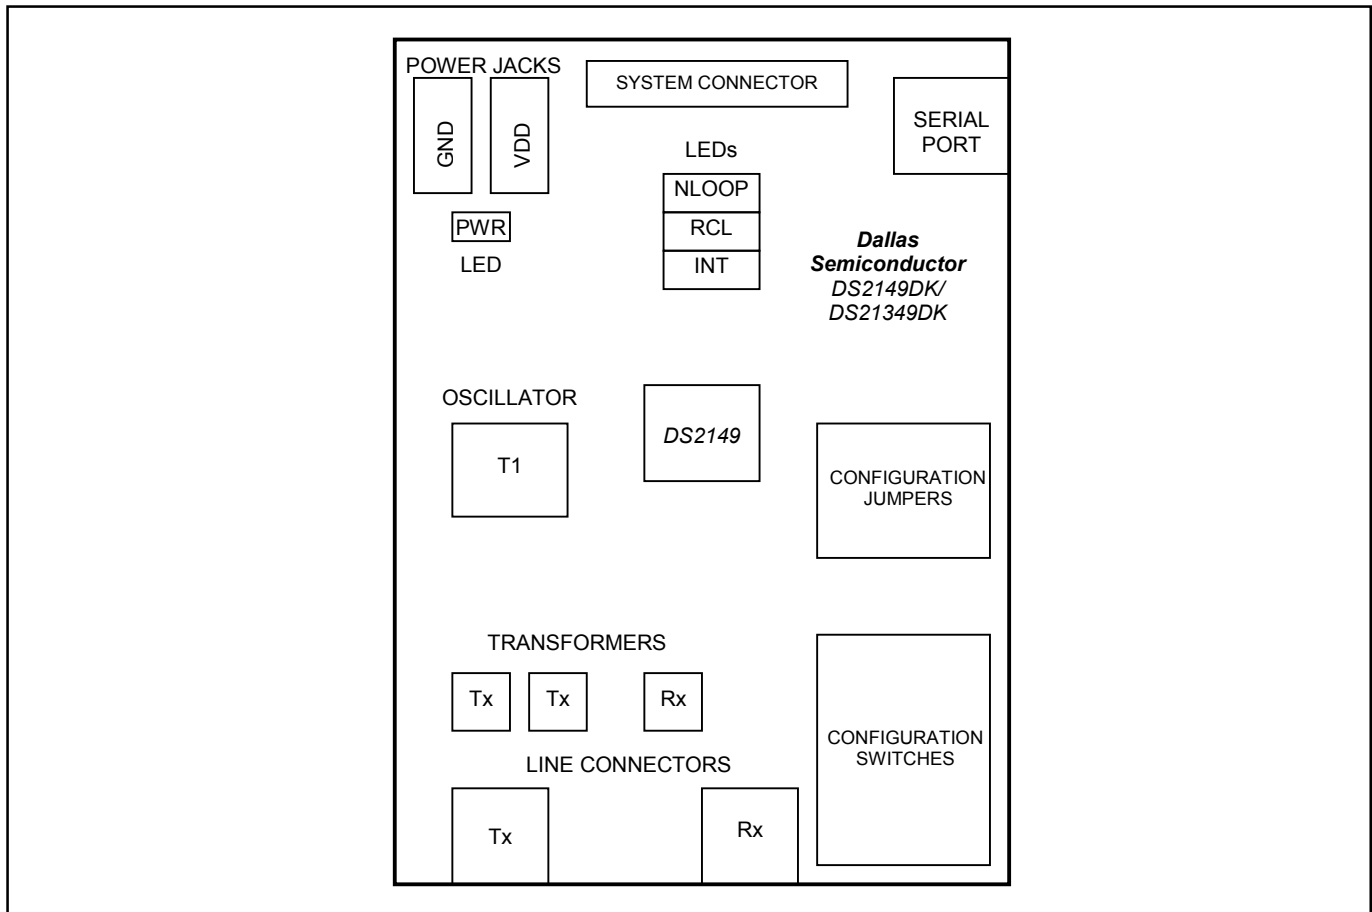 POWER JACKS
GND
VDD
PWR
LED
SYSTEM CONNECTOR
SERIAL
PORT
LEDs
NLOOP
RCL
INT
Dallas
Semiconductor
DS2149DK/
DS21349DK
OSCILLATOR
T1
DS2149
CONFIGURATION
JUMPERS
TRANSFORMERS
Tx
Tx
Rx
CONFIGURATION
SWITCHES
LINE CONNECTORS
Tx
Rx